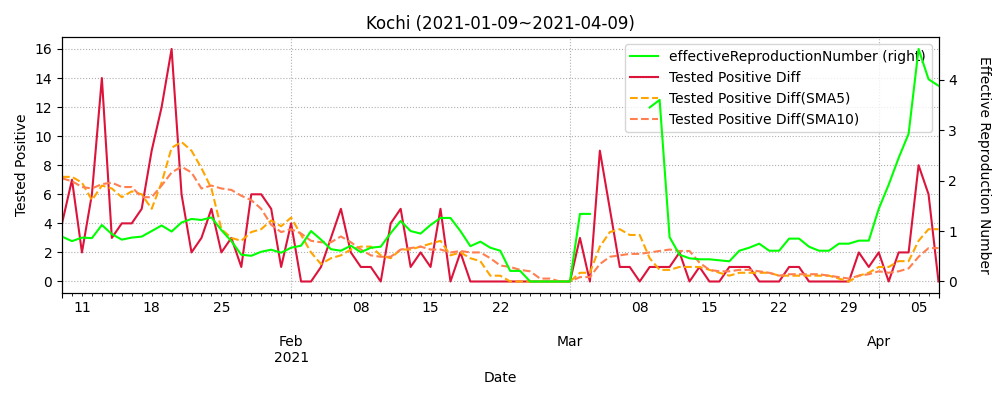 Kochi (2021-01-09~2021-04-09)
Tested Positive
16
14
12
10
8
6
4
2
0
effectiveReproductionNumber (right)
Tested Positive Diff
Tested Positive Diff(SMA5)
Tested Positive Diff(SMA10)
4
3
2
1
0
Effective Reproduction Number
11 18 25 08 15 22 08 15 22 29 05
Feb Mar Apr
2021
Date